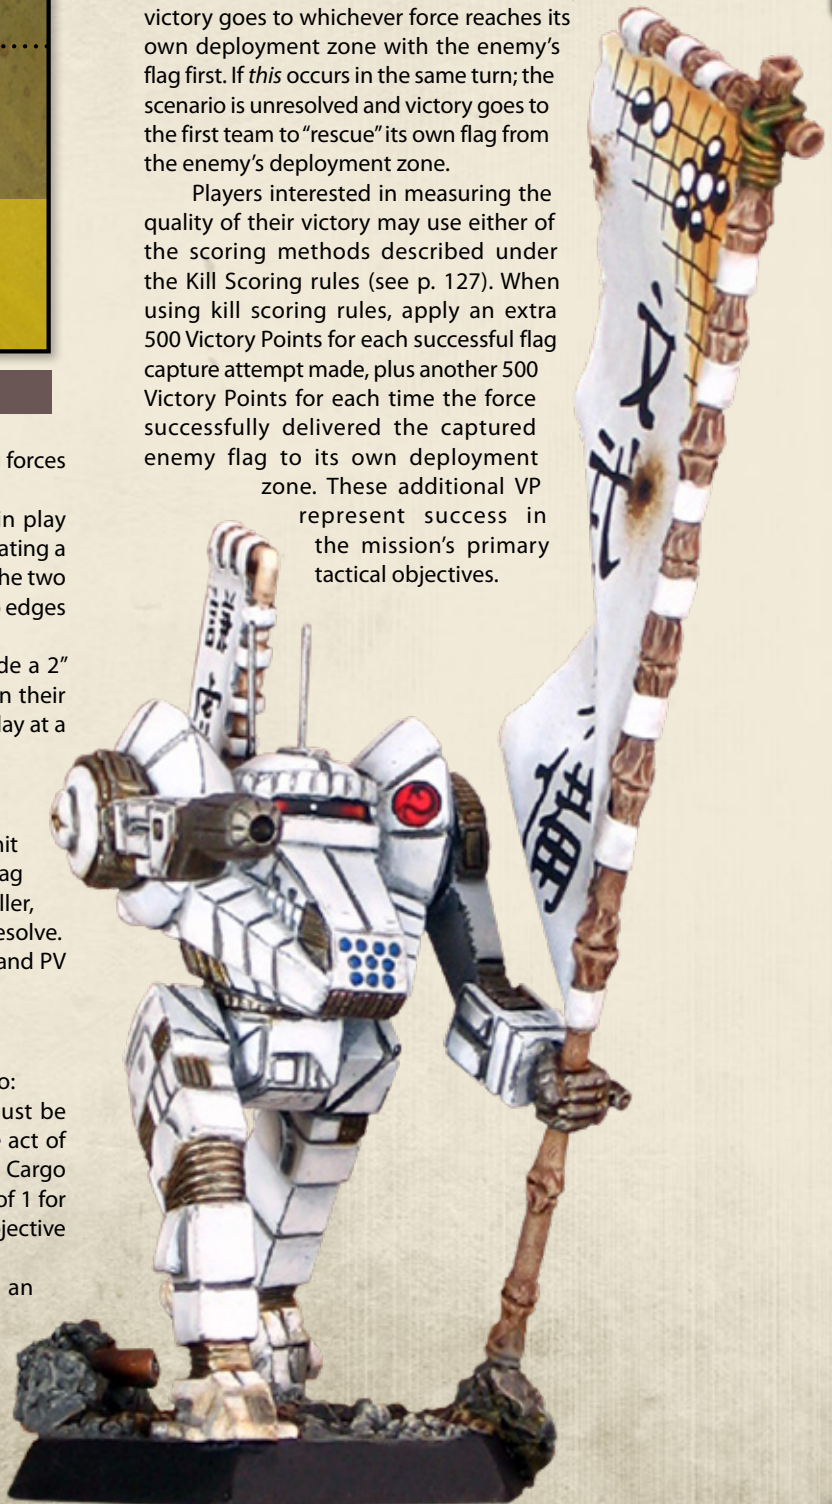 forces
in play
ating a
he two
edges
de a 2"
n their
lay at a
nit
ag
ller,
esolve.
and PV
o:
ust be
act of
Cargo
of 1 for
jective
an
victory goes to whichever force reaches its
own deployment zone with the enemy's
flag first. If this occurs in the same turn; the
scenario is unresolved and victory goes to
the first team to "rescue" its own flag from
the enemy's deployment zone.
Players interested in measuring the
quality of their victory may use either of
the scoring methods described under
the Kill Scoring rules (see p. 127). When
using kill scoring rules, apply an extra
500 Victory Points for each successful flag
capture attempt made, plus another 500
Victory Points for each time the force
successfully delivered the captured
enemy flag to its own deployment
zone. These additional VP
represent success in
the mission's primary
tactical objectives.